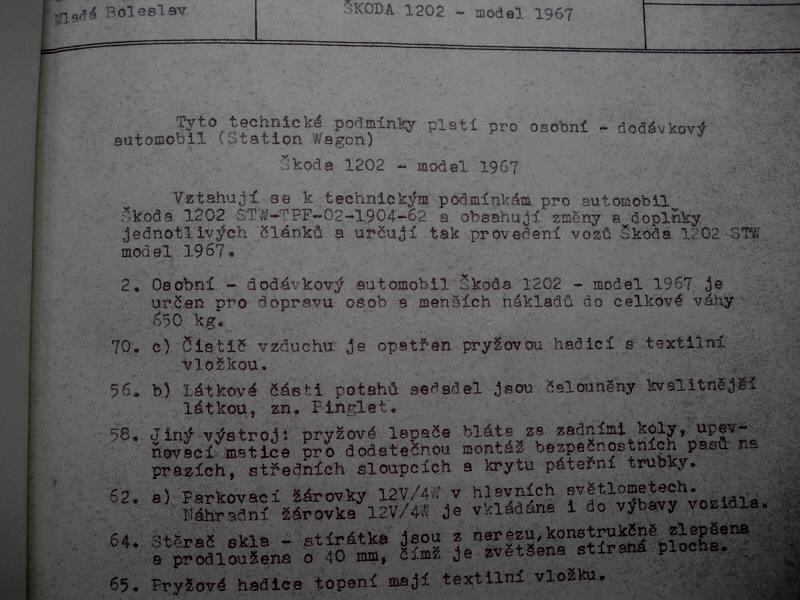 Mladá Boleslav
ŠKODA 1202 - model 1967
Tyto technické podmínky platí pro osobní - dodávkový
automobil (Station Wagon)
Škoda 1202 - model 1967
Vztahují se k technickým podmínkám pro automobil
Škoda 1202 STW-TPF-02-1904-62 a obsahují změny a doplňky
jednotlivých článků a určují tak provedení vozů Škoda 1202 STW
model 1967.
2. Osobní - dodávkový automobil Škoda 1202 - model 1967 je
určen pro dopravu osob a menších nákladů do celkové váhy
650 kg.
70. c) Čistič vzduchu je opatřen pryžovou hadicí s textilní
vložkou.
56. b) Látkové části potahů sedadel jsou čalouněny kvalitnější
látkou, zn. Pinglet.
58. Jiný výstroj: pryžové lapače bláta za zadními koly, upev-
ňovací matice pro dodatečnou montáž bezpečnostních pasů na
prazích, středních sloupcích a krytu páteřní trubky.
62. a) Parkovací žárovky 12V/4W v hlavních světlometech.
Náhradní žárovka 12V/4W je vkládána i do výbavy vozidla.
64. Stěrač skla - stírátka jsou z nerezu,konstrukčně zlepšena
a prodloužena o 40 mm, čímž je zvětšena stíraná plocha.
65. Pryžové hadice topení mají textilní vložku.